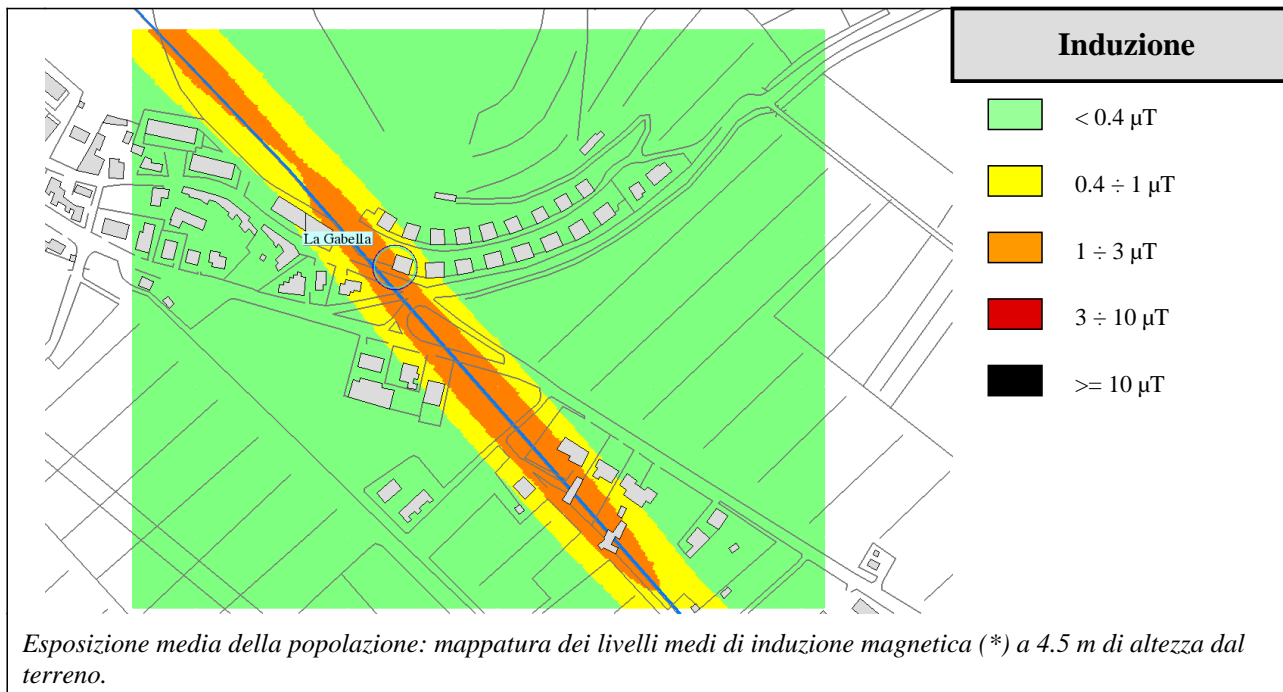 Induzione
< 0.4 µT
0.4 ÷ 1 µT
1 ÷ 3 µT
3 ÷ 10 µT
>= 10 µT
La Gabella
Esposizione media della popolazione: mappatura dei livelli medi di induzione magnetica (*) a 4.5 m di altezza dal
terreno.